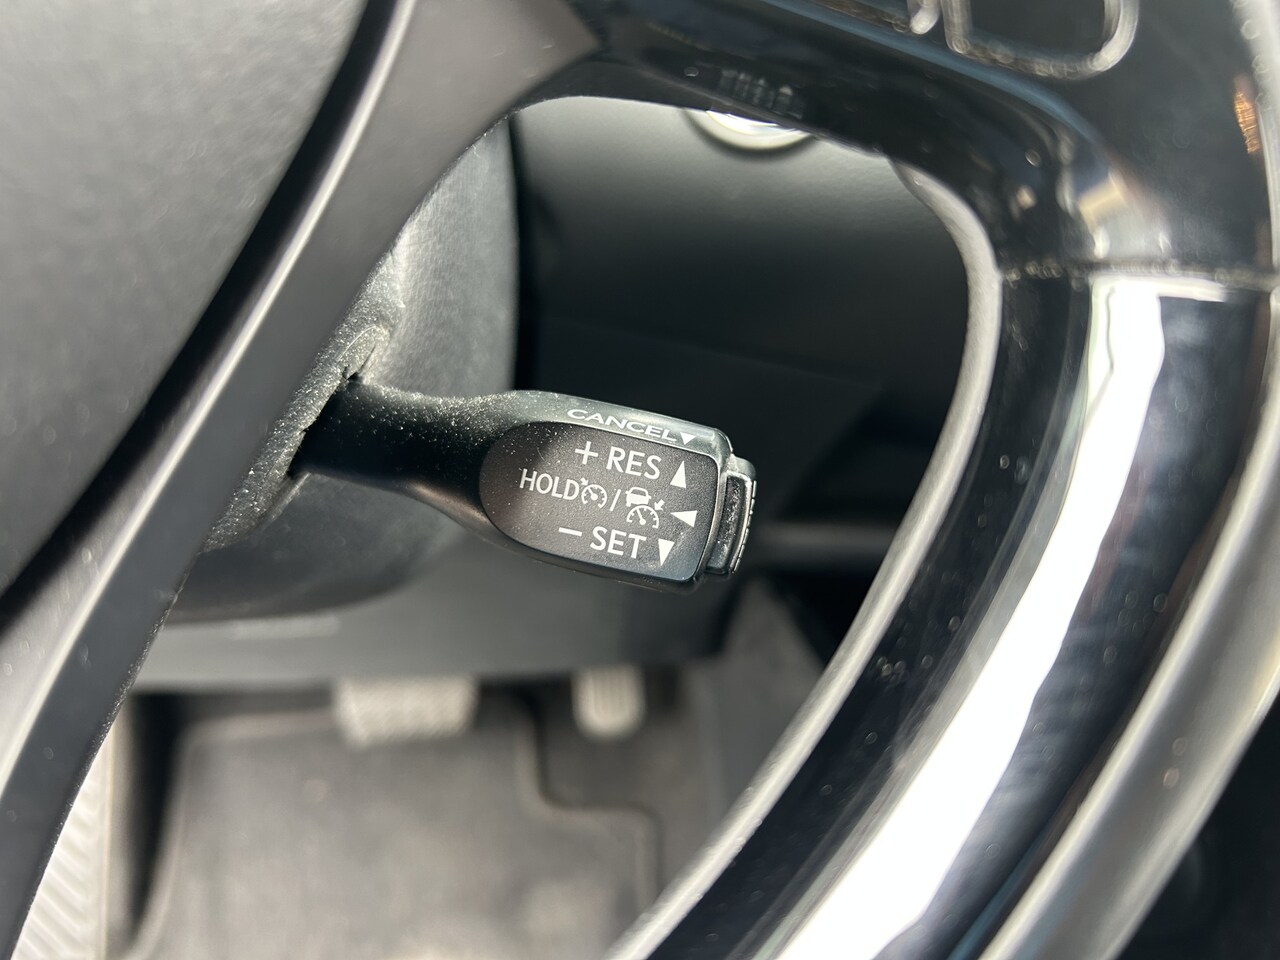 CANCEL▼
+ RES ▲
HOLD / ◀
− SET ▼